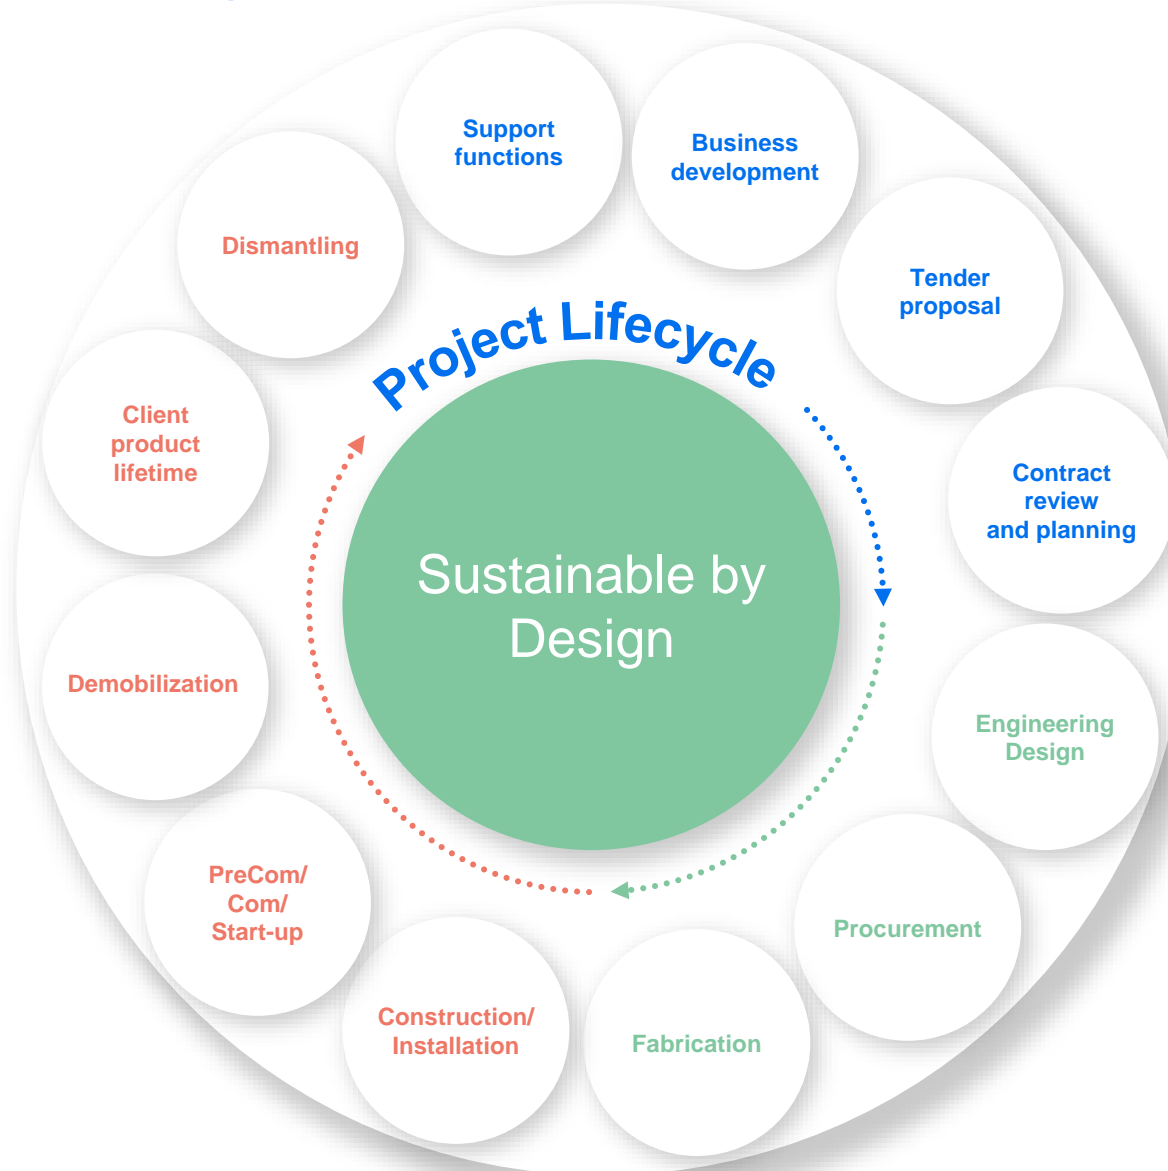 Support
functions
Business
development
Tender
proposal
Contract
review
and planning
Engineering
Design
Procurement
Fabrication
Construction/
Installation
PreCom/
Com/
Start-up
Demobilization
Client
product
lifetime
Dismantling
Project Lifecycle
Sustainable by
Design